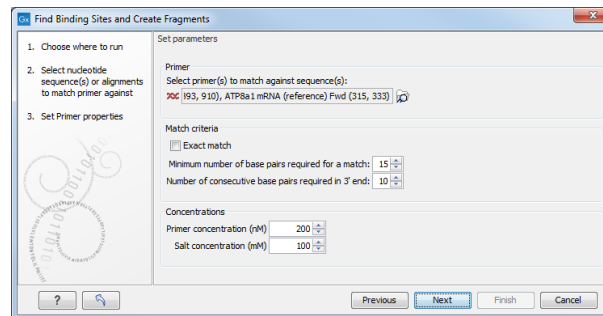 Gx Find Binding Sites and Create Fragments
1. Choose where to run
2. Select nucleotide
sequence(s) or alignments
to match primer against
3. Set Primer properties
Set parameters
Primer
Select primer(s) to match against sequence(s):
93, 910), ATP8a1 mRNA (reference) Fwd (315, 333)
Match criteria
Exact match
Minimum number of base pairs required for a match: 15
Number of consecutive base pairs required in 3' end: 10
Concentrations
Primer concentration (nM) 200
Salt concentration (mM) 100
? Previous Next Finish Cancel